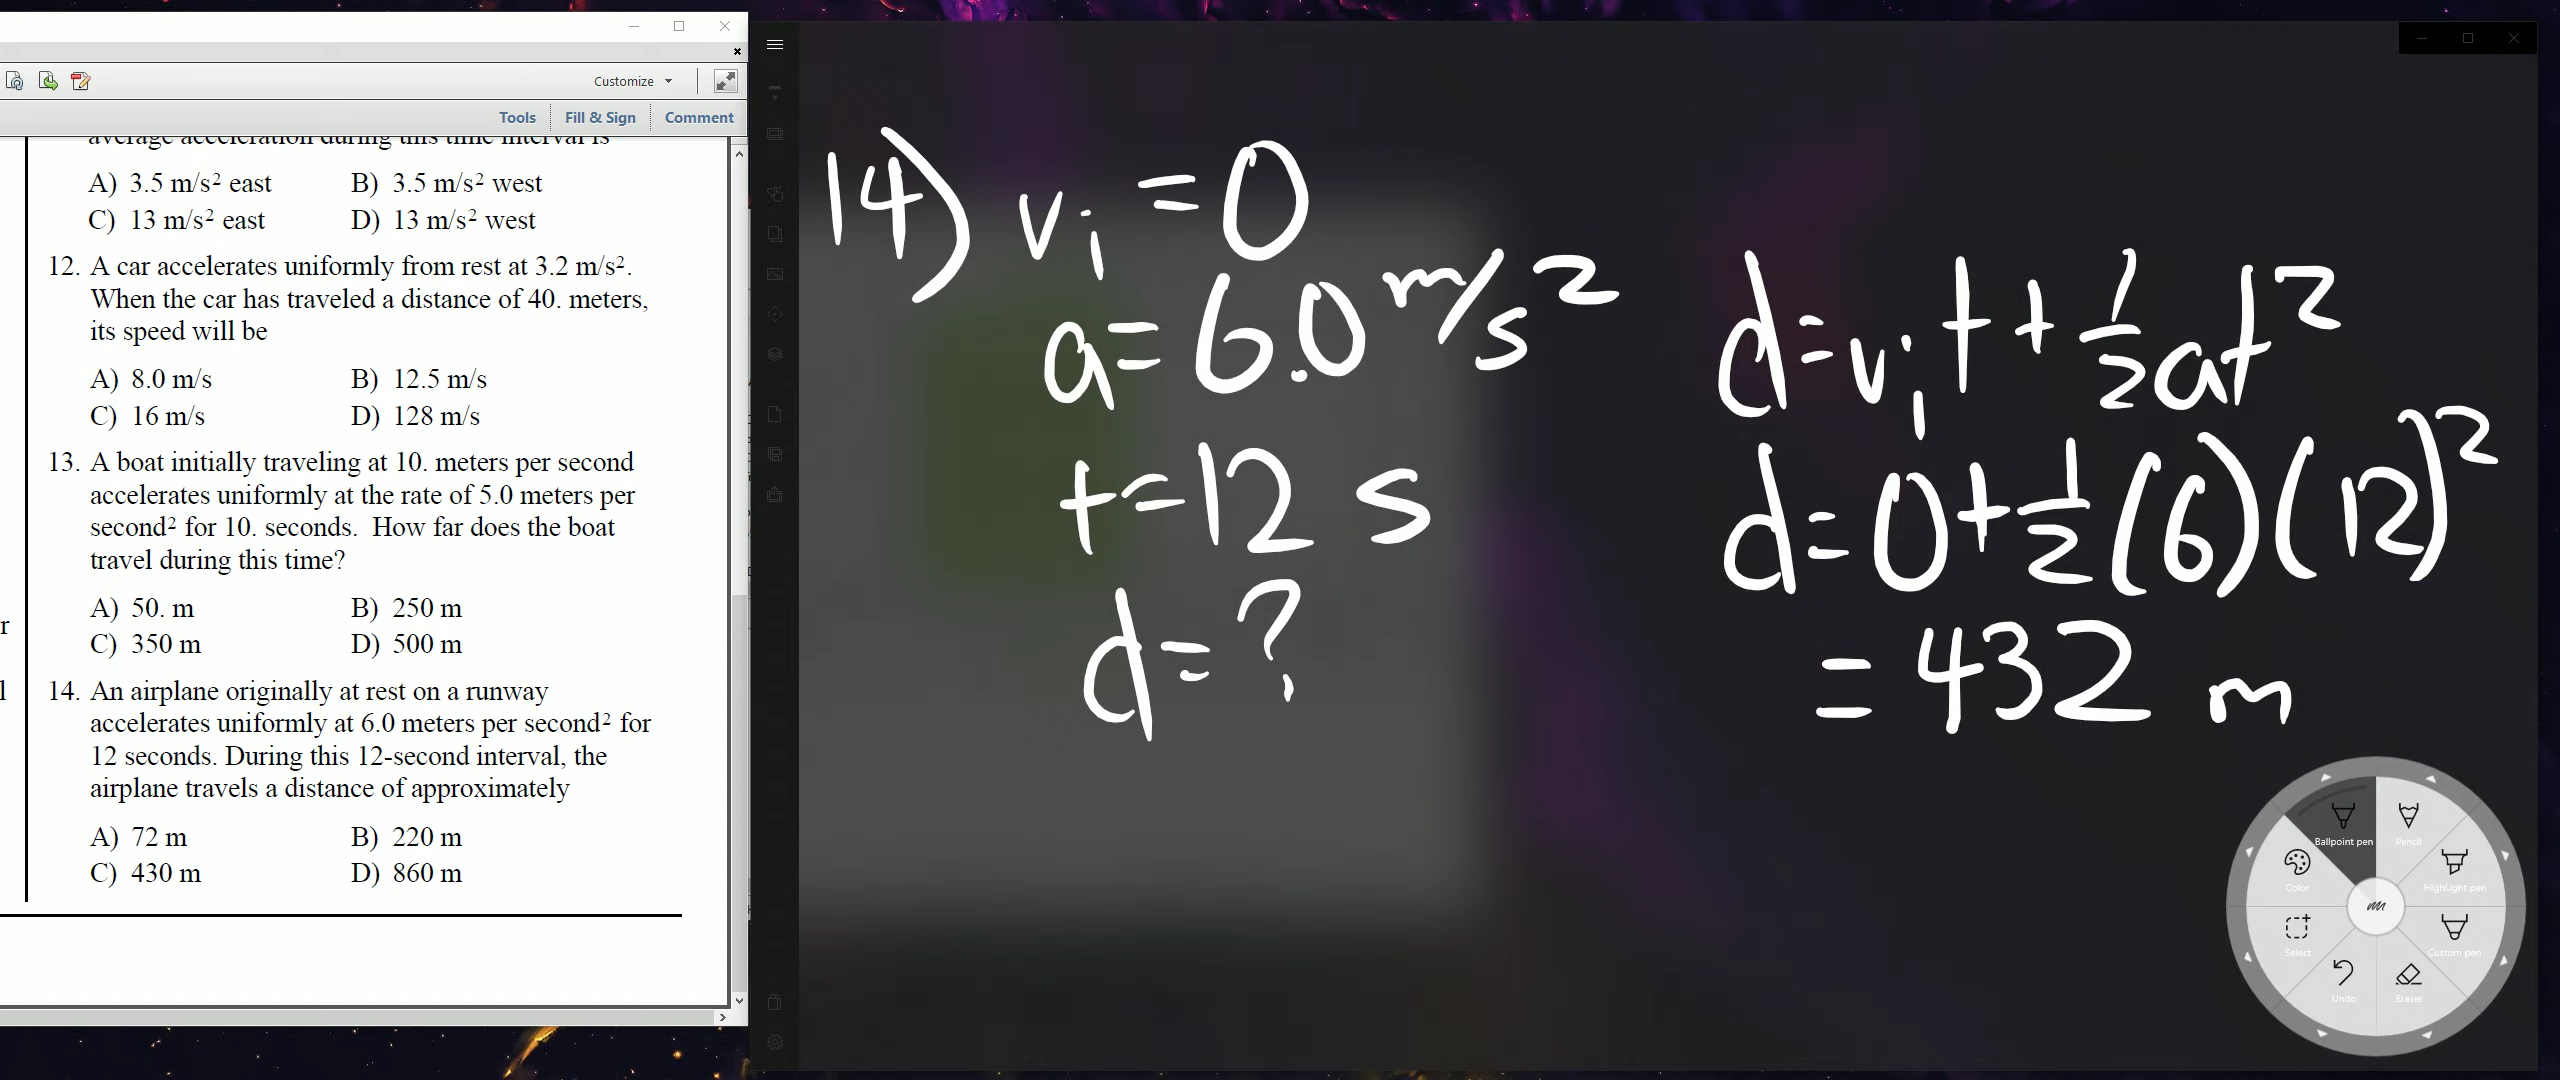 Customize
Tools Fill & Sign Comment
average acceleration during this time interval is
A) 3.5 m/s² east B) 3.5 m/s² west
C) 13 m/s² east D) 13 m/s² west
12. A car accelerates uniformly from rest at 3.2 m/s².
When the car has traveled a distance of 40. meters,
its speed will be
A) 8.0 m/s B) 12.5 m/s
C) 16 m/s D) 128 m/s
13. A boat initially traveling at 10. meters per second
accelerates uniformly at the rate of 5.0 meters per
second² for 10. seconds. How far does the boat
travel during this time?
A) 50. m B) 250 m
C) 350 m D) 500 m
r
l
14. An airplane originally at rest on a runway
accelerates uniformly at 6.0 meters per second² for
12 seconds. During this 12-second interval, the
airplane travels a distance of approximately
A) 72 m B) 220 m
C) 430 m D) 860 m
14) vᵢ = 0
a = 6.0 m/s²
t = 12 s
d = ?
d = vᵢt + ½at²
d = 0 + ½(6)(12)²
= 432 m
Ballpoint pen
Pencil
Color
HighLight pen
Select
Custom pen
Undo
Eraser